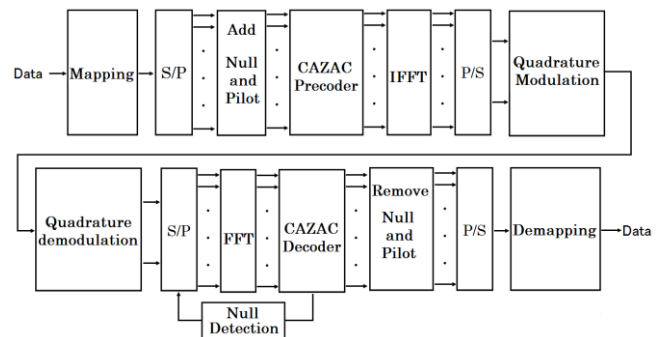 Data
Mapping
S/P
Add
Null
and
Pilot
CAZAC
Precoder
IFFT
P/S
Quadrature
Modulation
Quadrature
demodulation
S/P
FFT
CAZAC
Decoder
Remove
Null
and
Pilot
P/S
Demapping
Data
Null
Detection